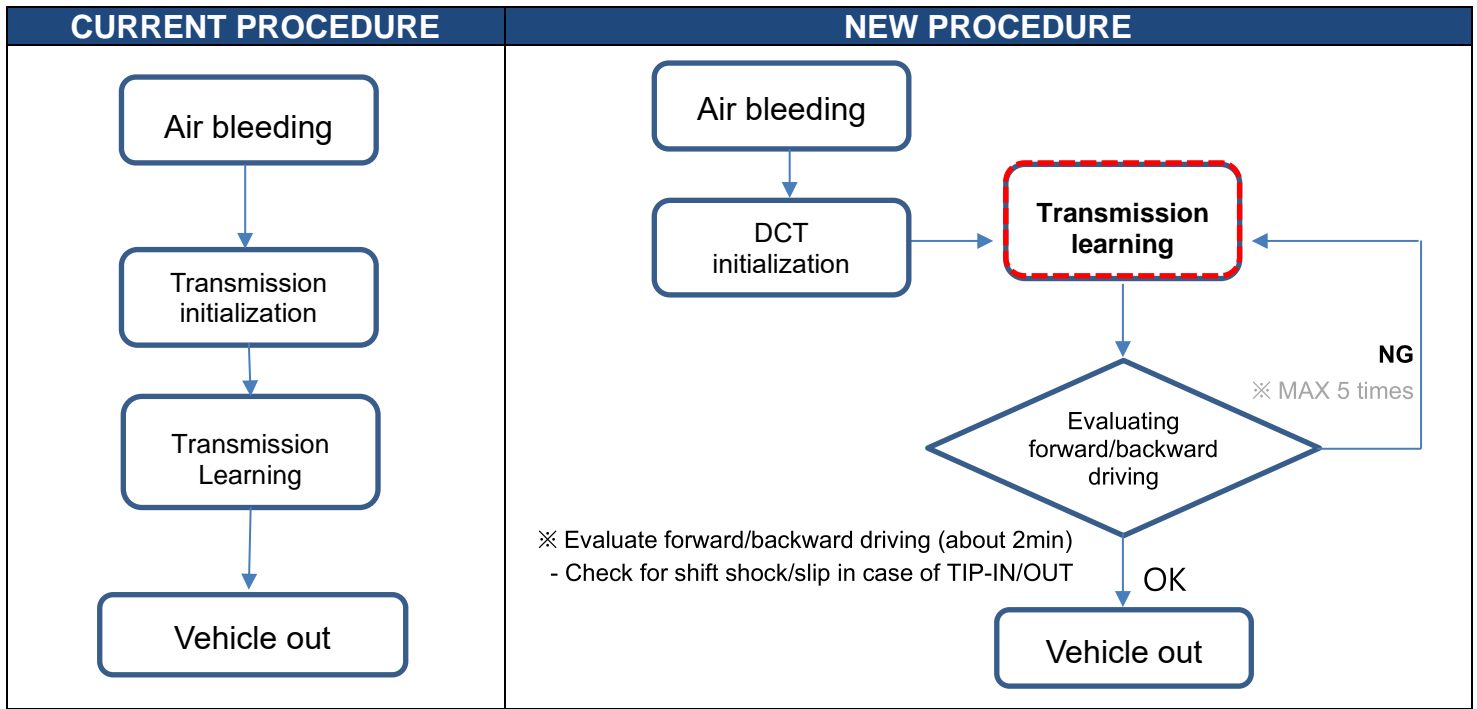 CURRENT PROCEDURE
Air bleeding
Transmission
initialization
Transmission
Learning
Vehicle out
NEW PROCEDURE
Air bleeding
DCT
initialization
Transmission
learning
NG
※ MAX 5 times
Evaluating
forward/backward
driving
※ Evaluate forward/backward driving (about 2min)
- Check for shift shock/slip in case of TIP-IN/OUT
OK
Vehicle out